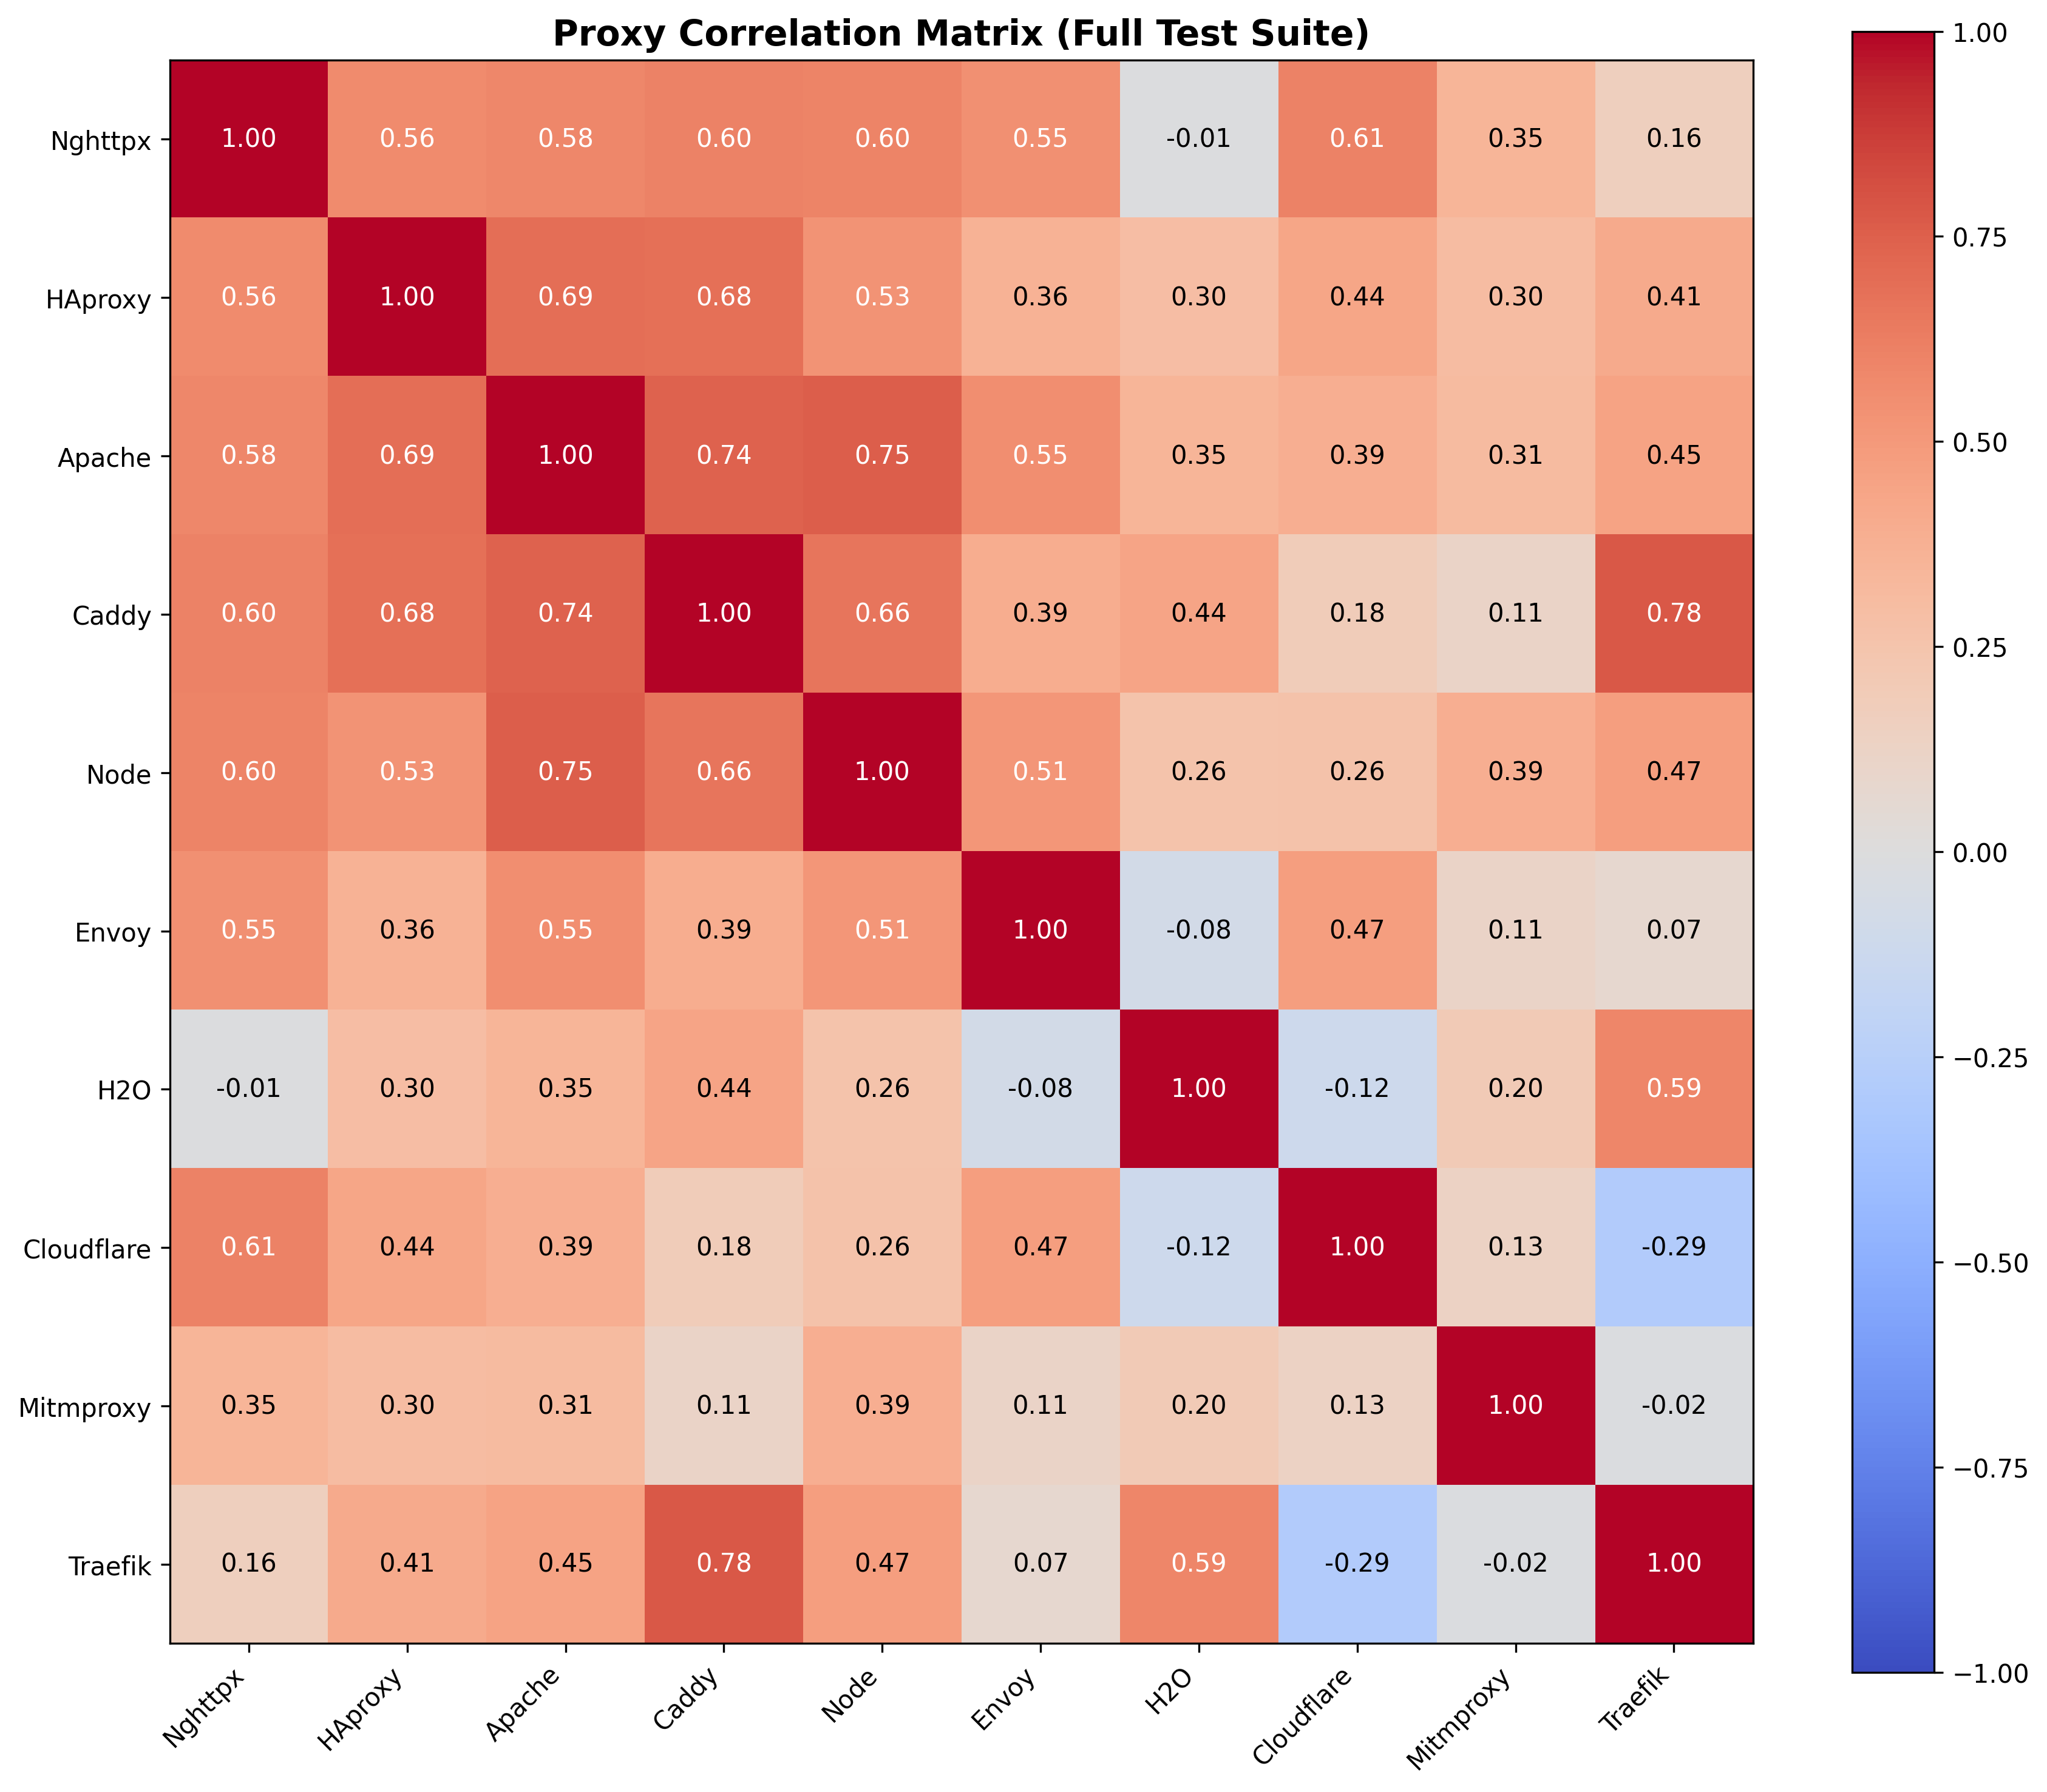 Proxy Correlation Matrix (Full Test Suite)
Nghttpx 1.00 0.56 0.58 0.60 0.60 0.55 -0.01 0.61 0.35 0.16
HAproxy 0.56 1.00 0.69 0.68 0.53 0.36 0.30 0.44 0.30 0.41
Apache 0.58 0.69 1.00 0.74 0.75 0.55 0.35 0.39 0.31 0.45
Caddy 0.60 0.68 0.74 1.00 0.66 0.39 0.44 0.18 0.11 0.78
Node 0.60 0.53 0.75 0.66 1.00 0.51 0.26 0.26 0.39 0.47
Envoy 0.55 0.36 0.55 0.39 0.51 1.00 -0.08 0.47 0.11 0.07
H2O -0.01 0.30 0.35 0.44 0.26 -0.08 1.00 -0.12 0.20 0.59
Cloudflare 0.61 0.44 0.39 0.18 0.26 0.47 -0.12 1.00 0.13 -0.29
Mitmproxy 0.35 0.30 0.31 0.11 0.39 0.11 0.20 0.13 1.00 -0.02
Traefik 0.16 0.41 0.45 0.78 0.47 0.07 0.59 -0.29 -0.02 1.00
Nghttpx HAproxy Apache Caddy Node Envoy H2O Cloudflare Mitmproxy Traefik
1.00
0.75
0.50
0.25
0.00
−0.25
−0.50
−0.75
−1.00